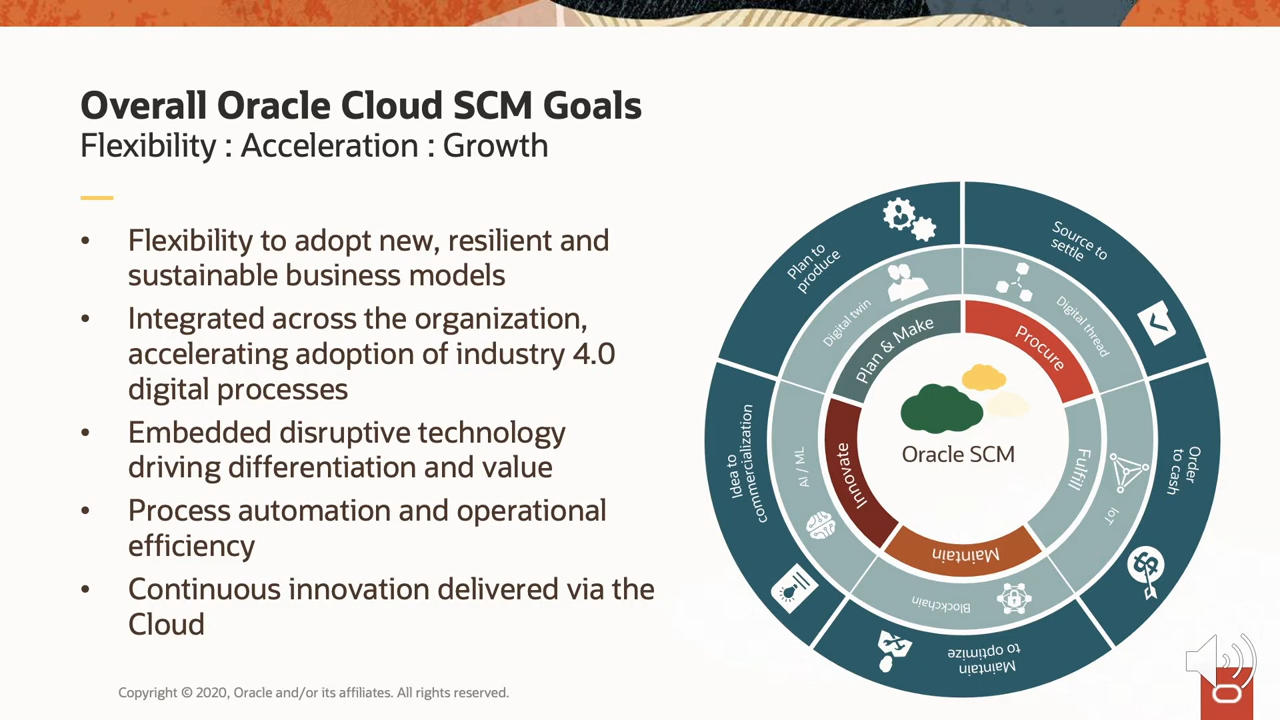 Overall Oracle Cloud SCM Goals
Flexibility : Acceleration : Growth
• Flexibility to adopt new, resilient and
sustainable business models
• Integrated across the organization,
accelerating adoption of industry 4.0
digital processes
• Embedded disruptive technology
driving differentiation and value
• Process automation and operational
efficiency
• Continuous innovation delivered via the
Cloud
Plan to
produce
Source to
settle
Order
to cash
Maintain
to optimize
Idea to
commercialization
Digital twin
Digital thread
IoT
Blockchain
AI / ML
Plan & Make
Procure
Fulfill
Maintain
Innovate
Oracle SCM
Copyright © 2020, Oracle and/or its affiliates. All rights reserved.